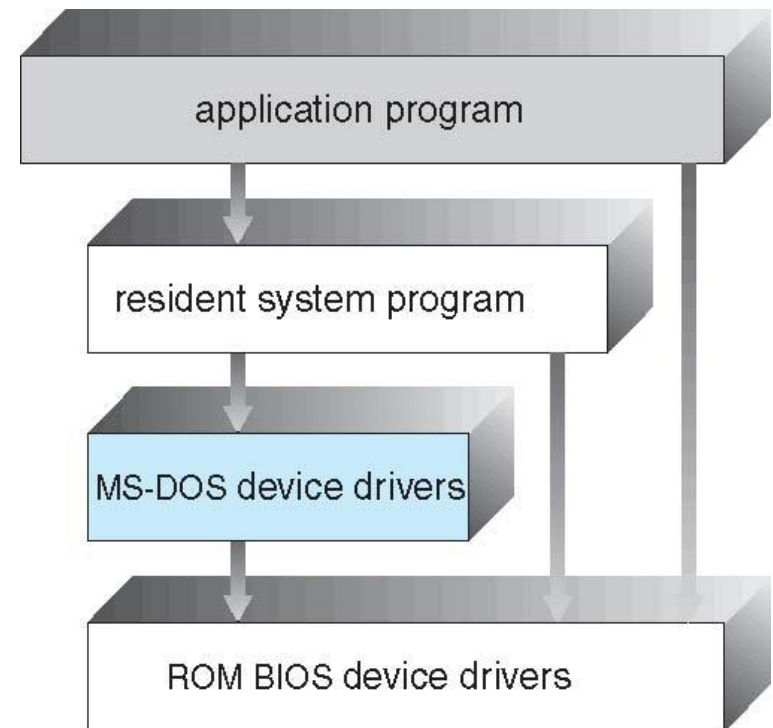 application program
resident system program
MS-DOS device drivers
ROM BIOS device drivers